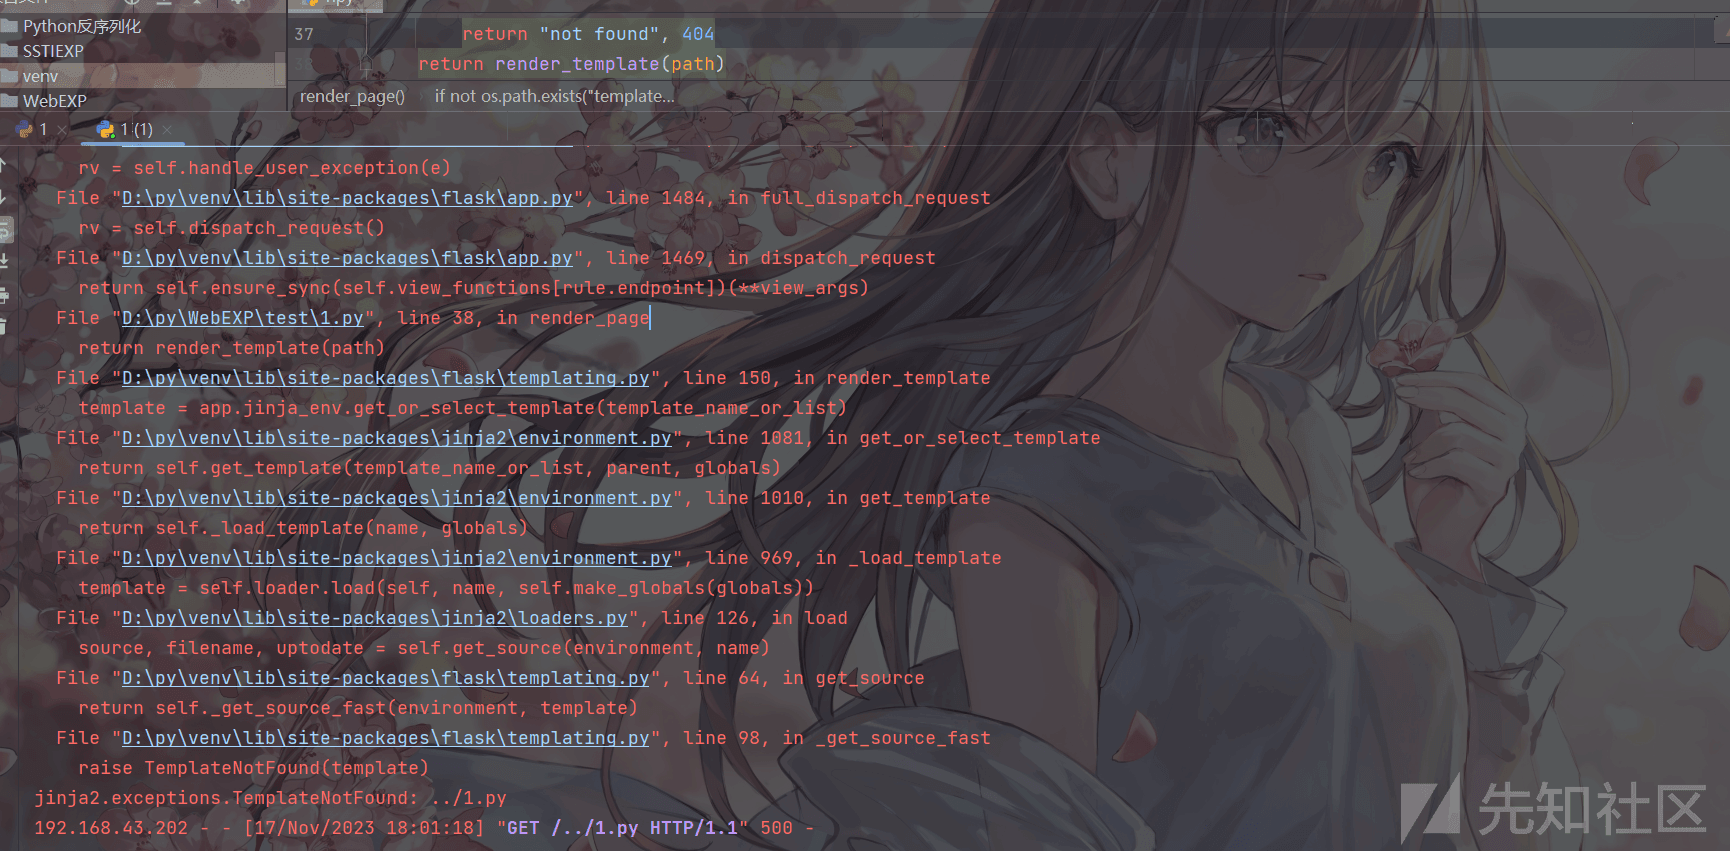 Python反序列化
SSTIEXP
venv
WebEXP
37
return "not found", 404
return render_template(path)
render_page()
if not os.path.exists("template...
1
1 (1)
rv = self.handle_user_exception(e)
File "D:\py\venv\lib\site-packages\flask\app.py", line 1484, in full_dispatch_request
rv = self.dispatch_request()
File "D:\py\venv\lib\site-packages\flask\app.py", line 1469, in dispatch_request
return self.ensure_sync(self.view_functions[rule.endpoint])(**view_args)
File "D:\py\WebEXP\test\1.py", line 38, in render_page
return render_template(path)
File "D:\py\venv\lib\site-packages\flask\templating.py", line 150, in render_template
template = app.jinja_env.get_or_select_template(template_name_or_list)
File "D:\py\venv\lib\site-packages\jinja2\environment.py", line 1081, in get_or_select_template
return self.get_template(template_name_or_list, parent, globals)
File "D:\py\venv\lib\site-packages\jinja2\environment.py", line 1010, in get_template
return self._load_template(name, globals)
File "D:\py\venv\lib\site-packages\jinja2\environment.py", line 969, in _load_template
template = self.loader.load(self, name, self.make_globals(globals))
File "D:\py\venv\lib\site-packages\jinja2\loaders.py", line 126, in load
source, filename, uptodate = self.get_source(environment, name)
File "D:\py\venv\lib\site-packages\flask\templating.py", line 64, in get_source
return self._get_source_fast(environment, template)
File "D:\py\venv\lib\site-packages\flask\templating.py", line 98, in _get_source_fast
raise TemplateNotFound(template)
jinja2.exceptions.TemplateNotFound: ../1.py
192.168.43.202 - - [17/Nov/2023 18:01:18] "GET /../1.py HTTP/1.1" 500 -
先知社区